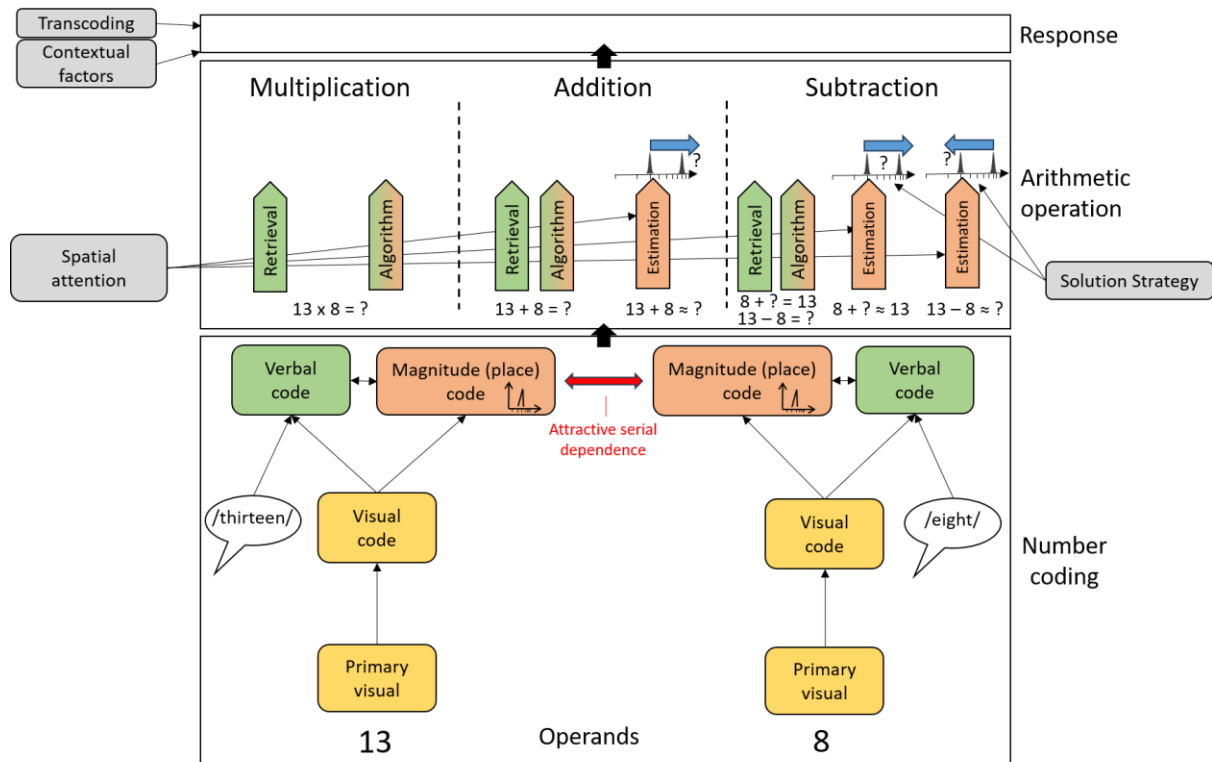 Transcoding
Contextual
factors
Response
Multiplication
Addition
Subtraction
?
?
?
Arithmetic
operation
Spatial
attention
Retrieval
Algorithm
Retrieval
Algorithm
Estimation
Retrieval
Algorithm
Estimation
Estimation
Solution Strategy
13 x 8 = ?
13 + 8 = ?
13 + 8 ≈ ?
8 + ? = 13
13 – 8 = ?
8 + ? ≈ 13
13 – 8 ≈ ?
Verbal
code
Magnitude (place)
code
Magnitude (place)
code
Verbal
code
Attractive serial
dependence
/thirteen/
Visual
code
Visual
code
/eight/
Number
coding
Primary
visual
Primary
visual
13
Operands
8